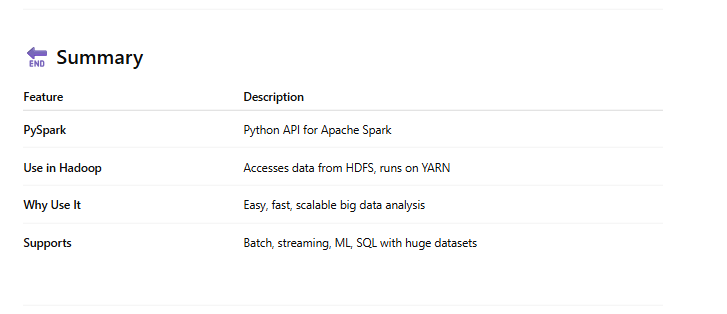 END Summary
Feature Description
PySpark Python API for Apache Spark
Use in Hadoop Accesses data from HDFS, runs on YARN
Why Use It Easy, fast, scalable big data analysis
Supports Batch, streaming, ML, SQL with huge datasets